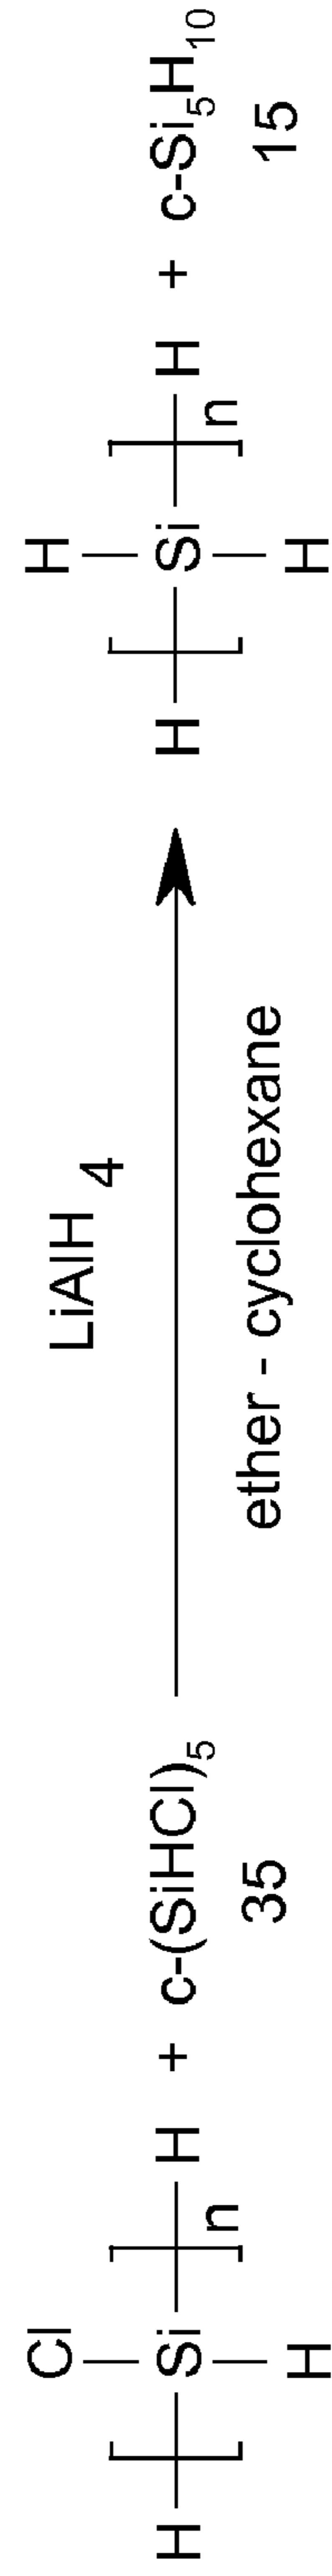 LiAlH4
H [ Cl Si H ]n H + c-(SiHCl)5 H [ H Si H ]n H + c-Si5H10
35 15
ether - cyclohexane